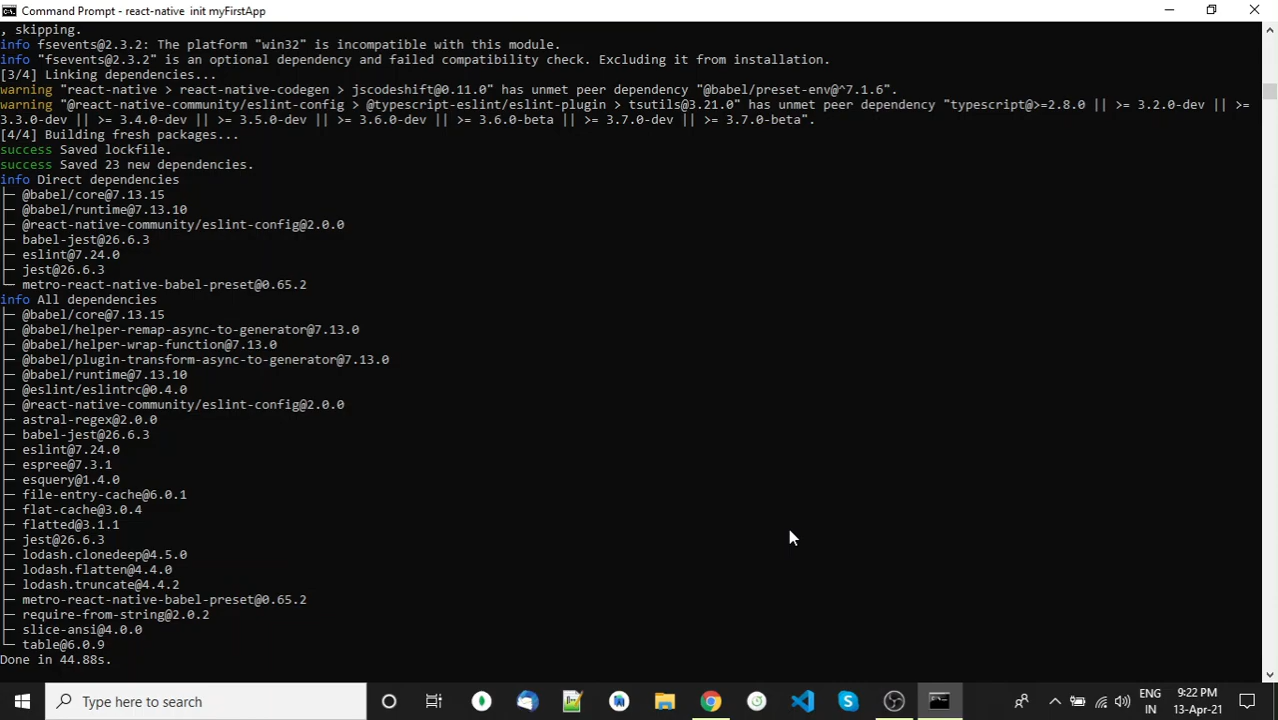 Command Prompt - react-native  init myFirstApp
, skipping.
info fsevents@2.3.2: The platform "win32" is incompatible with this module.
info "fsevents@2.3.2" is an optional dependency and failed compatibility check. Excluding it from installation.
[3/4] Linking dependencies...
warning "react-native > react-native-codegen > jscodeshift@0.11.0" has unmet peer dependency "@babel/preset-env@^7.1.6".
warning "@react-native-community/eslint-config > @typescript-eslint/eslint-plugin > tsutils@3.21.0" has unmet peer dependency "typescript@>=2.8.0 || >= 3.2.0-dev || >=
3.3.0-dev || >= 3.4.0-dev || >= 3.5.0-dev || >= 3.6.0-dev || >= 3.6.0-beta || >= 3.7.0-dev || >= 3.7.0-beta".
[4/4] Building fresh packages...
success Saved lockfile.
success Saved 23 new dependencies.
info Direct dependencies
├─ @babel/core@7.13.15
├─ @babel/runtime@7.13.10
├─ @react-native-community/eslint-config@2.0.0
├─ babel-jest@26.6.3
├─ eslint@7.24.0
├─ jest@26.6.3
└─ metro-react-native-babel-preset@0.65.2
info All dependencies
├─ @babel/core@7.13.15
├─ @babel/helper-remap-async-to-generator@7.13.0
├─ @babel/helper-wrap-function@7.13.0
├─ @babel/plugin-transform-async-to-generator@7.13.0
├─ @babel/runtime@7.13.10
├─ @eslint/eslintrc@0.4.0
├─ @react-native-community/eslint-config@2.0.0
├─ astral-regex@2.0.0
├─ babel-jest@26.6.3
├─ eslint@7.24.0
├─ espree@7.3.1
├─ esquery@1.4.0
├─ file-entry-cache@6.0.1
├─ flat-cache@3.0.4
├─ flatted@3.1.1
├─ jest@26.6.3
├─ lodash.clonedeep@4.5.0
├─ lodash.flatten@4.4.0
├─ lodash.truncate@4.4.2
├─ metro-react-native-babel-preset@0.65.2
├─ require-from-string@2.0.2
├─ slice-ansi@4.0.0
└─ table@6.0.9
Done in 44.88s.
Type here to search
ENG
IN
9:22 PM
13-Apr-21